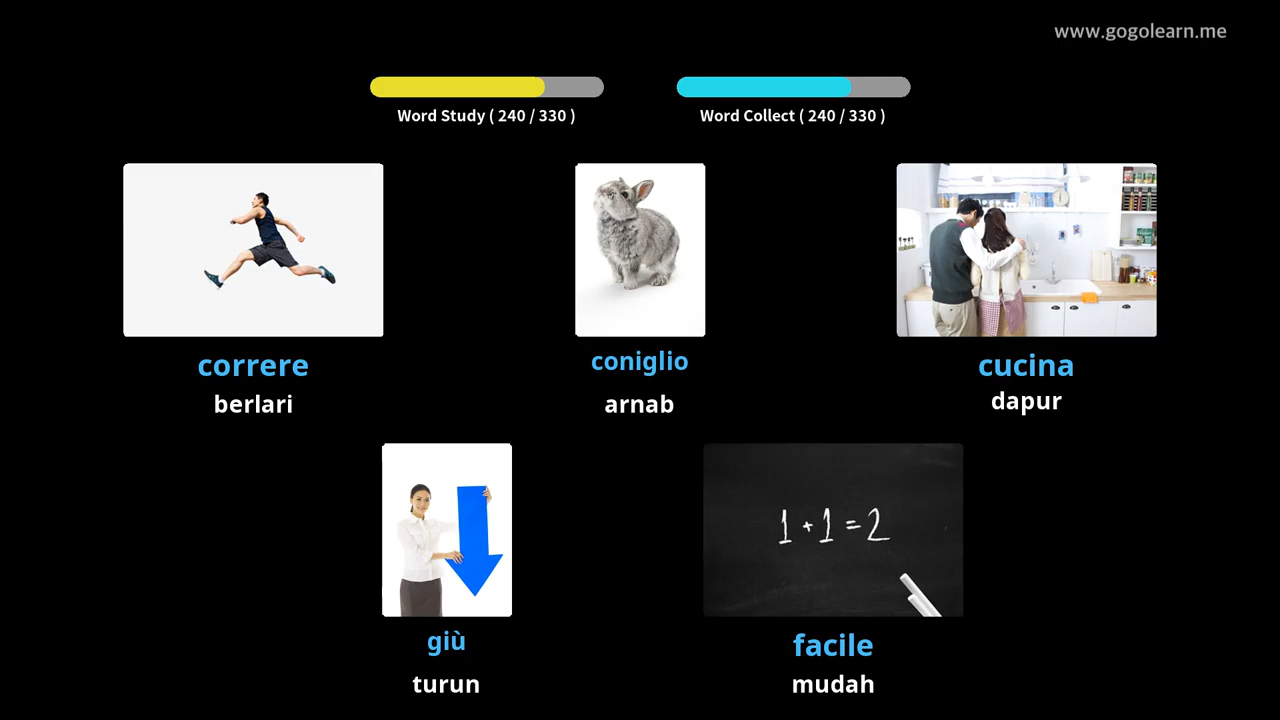 www.gogolearn.me
Word Study ( 240 / 330 )
Word Collect ( 240 / 330 )
correre
berlari
coniglio
arnab
cucina
dapur
1 + 1 = 2
giù
turun
facile
mudah